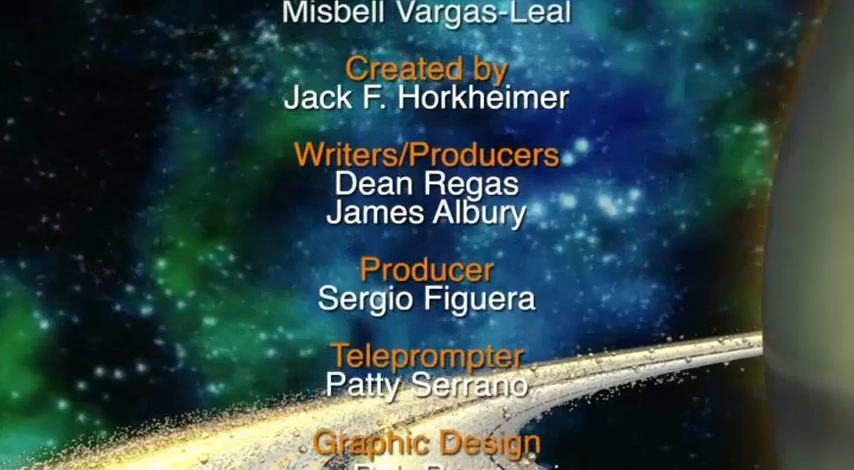 Misbell Vargas-Leal
Created by
Jack F. Horkheimer
Writers/Producers
Dean Regas
James Albury
Producer
Sergio Figuera
Teleprompter
Patty Serrano
Graphic Design